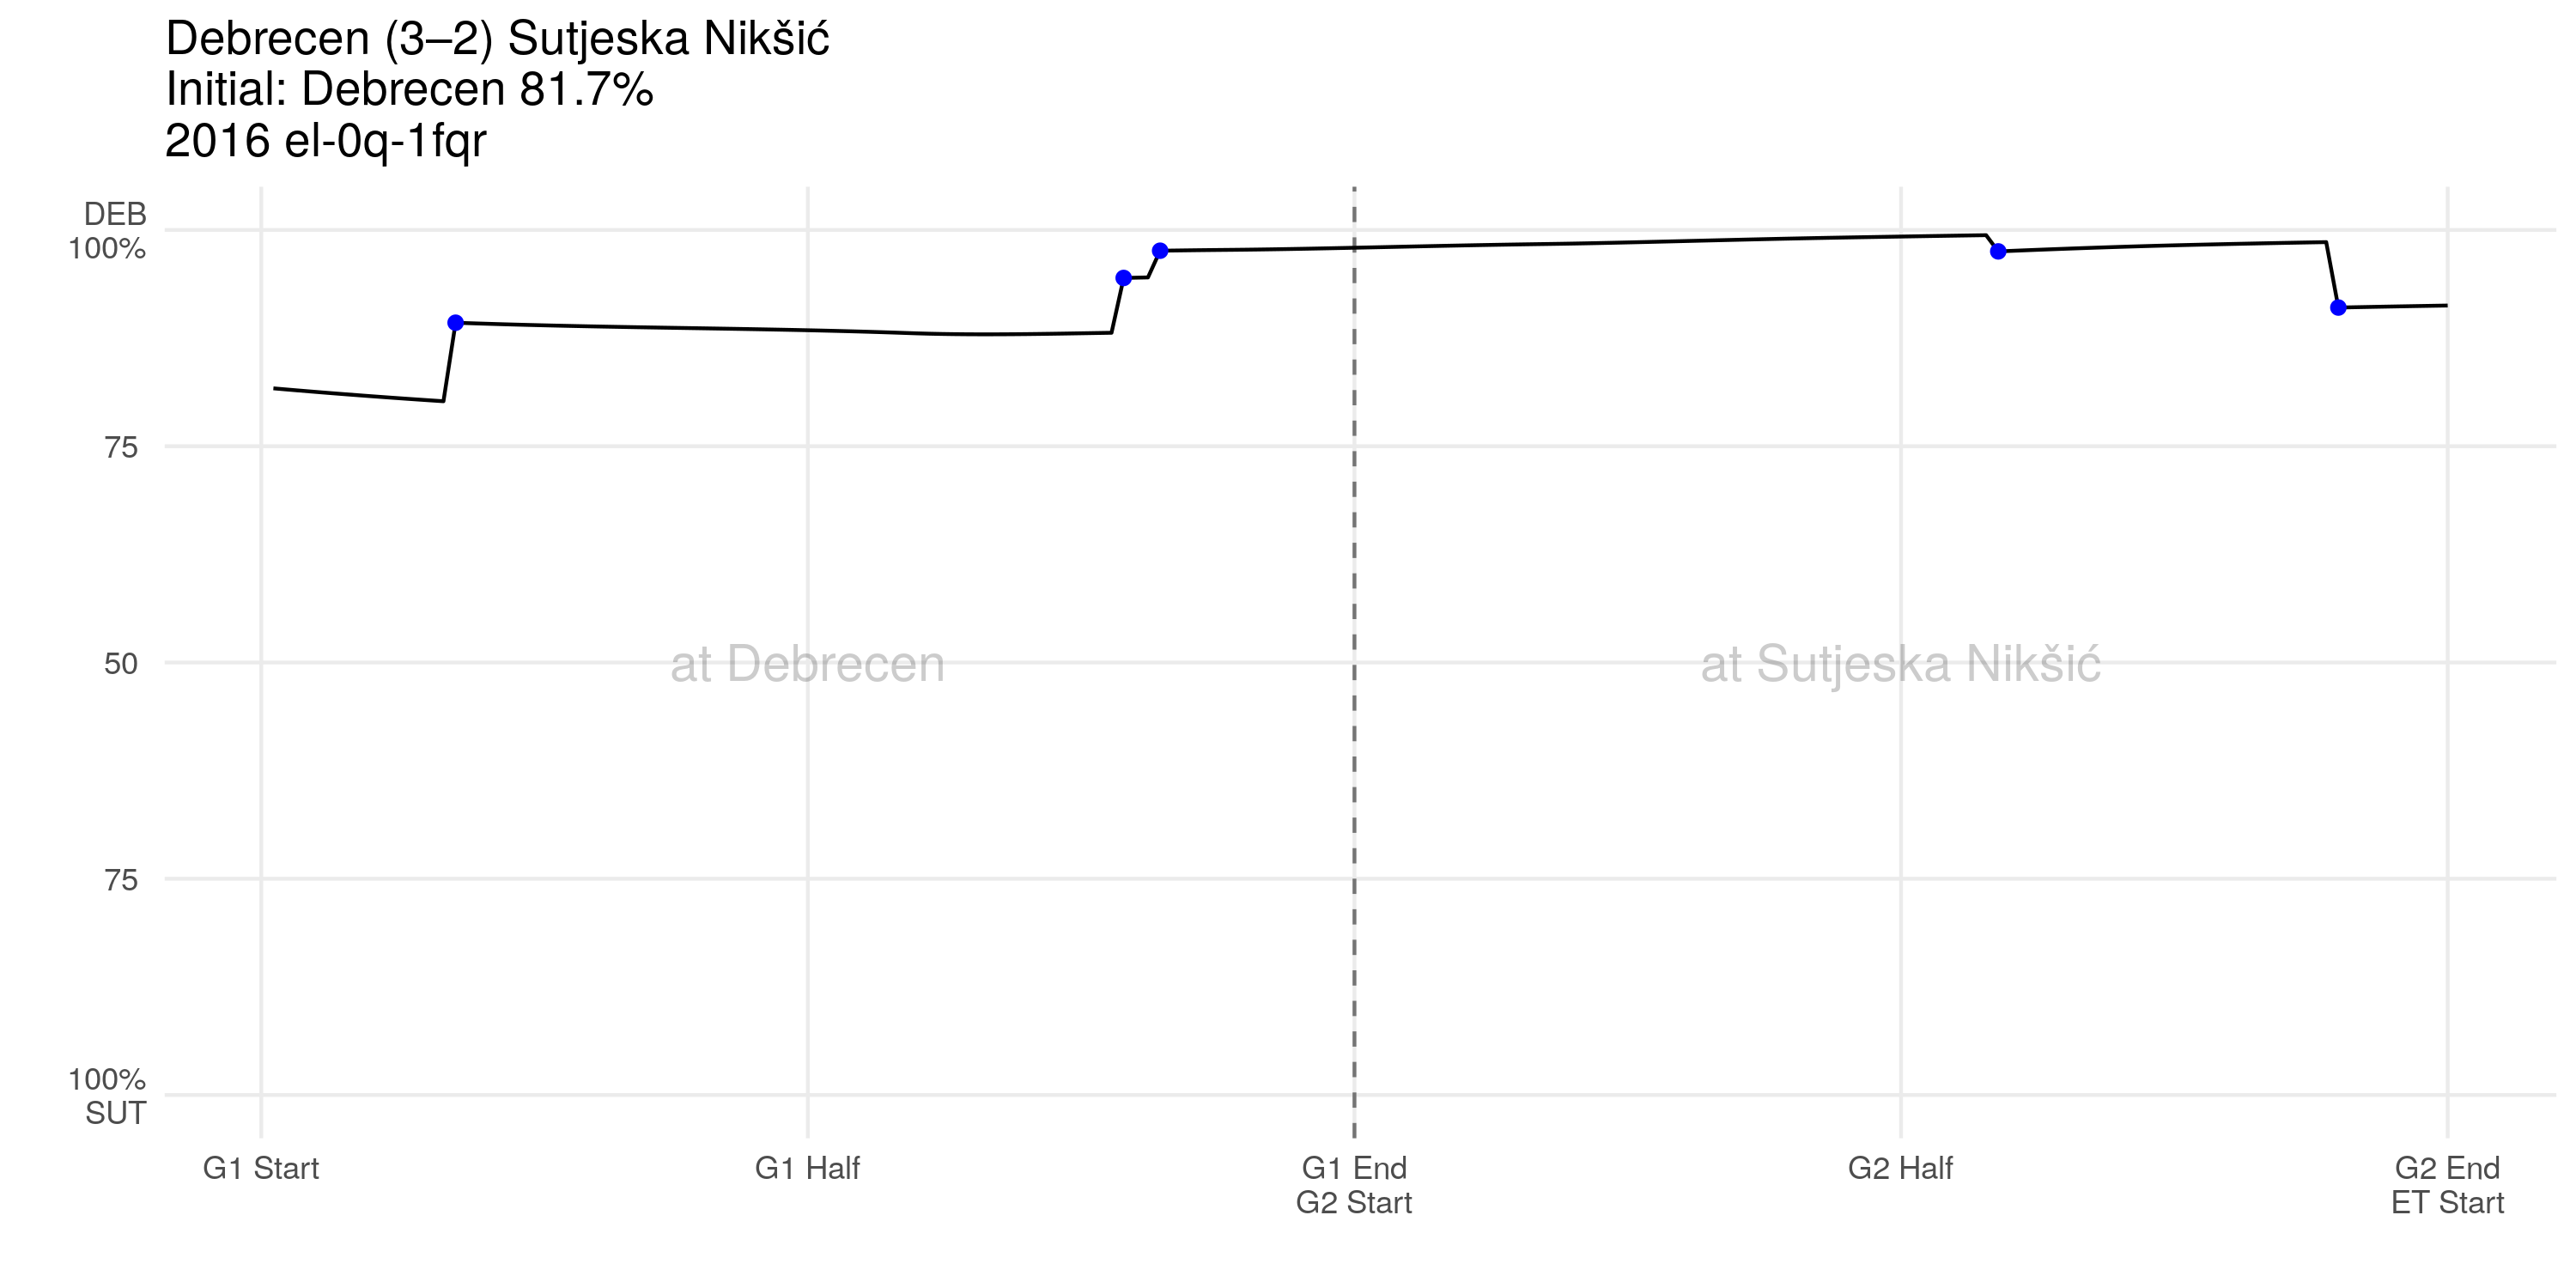 Debrecen (3–2) Sutjeska Nikšić
Initial: Debrecen 81.7%
2016 el-0q-1fqr
DEB
100%
75
50
75
100%
SUT
at Debrecen
at Sutjeska Nikšić
G1 Start
G1 Half
G1 End
G2 Start
G2 Half
G2 End
ET Start